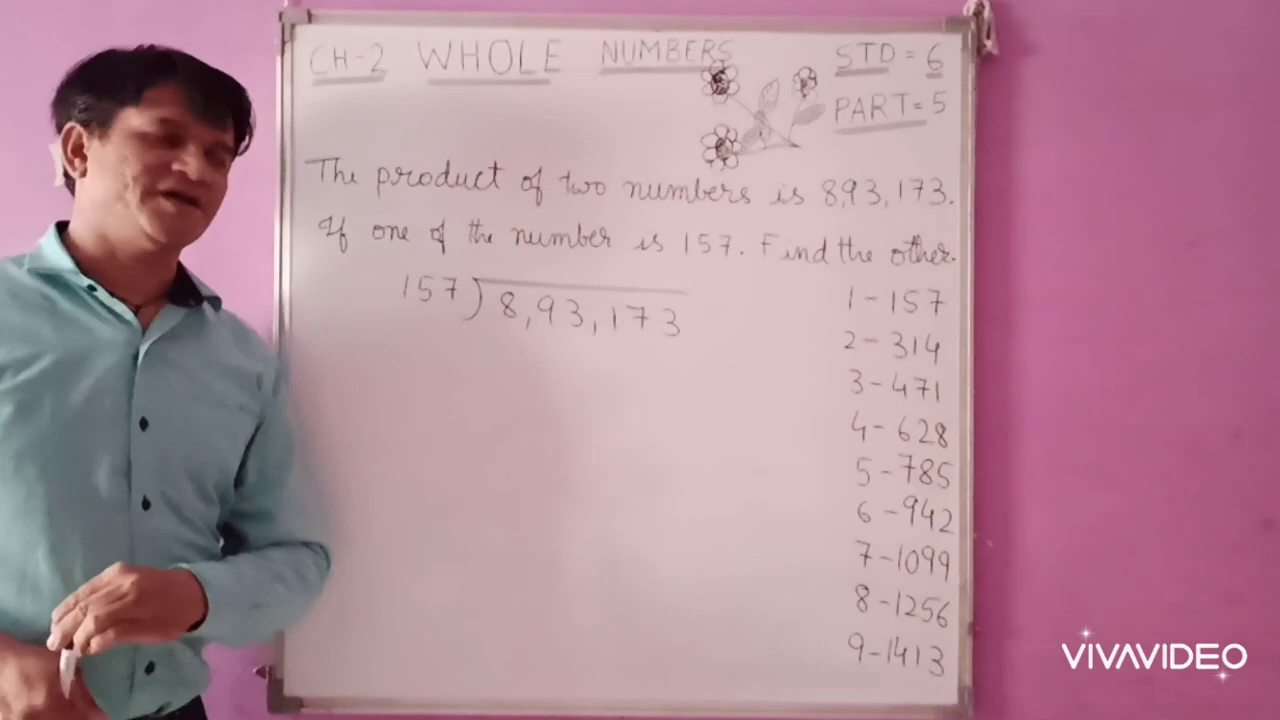 CH-2 WHOLE NUMBERS STD = 6
PART = 5
The product of two numbers is 8,93,173.
If one of the number is 157. Find the other.
157)8,93,173
1-157
2-314
3-471
4-628
5-785
6-942
7-1099
8-1256
9-1413
VIVAVIDEO